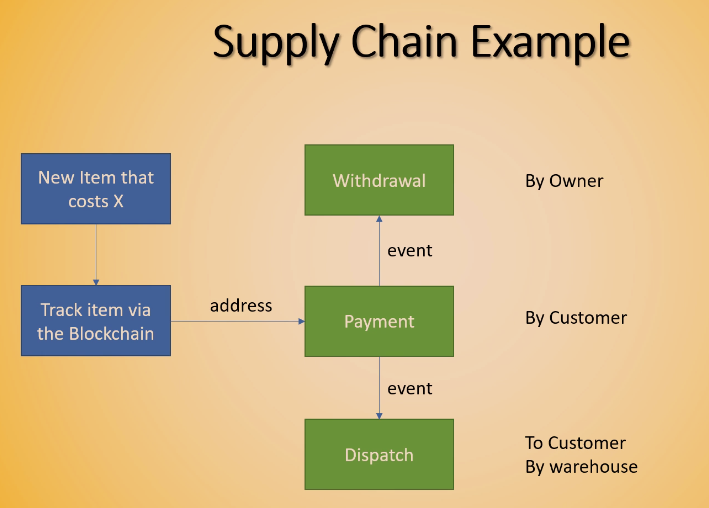 Supply Chain Example
New Item that
costs X
Withdrawal
By Owner
event
Track item via
the Blockchain
address
Payment
By Customer
event
Dispatch
To Customer
By warehouse